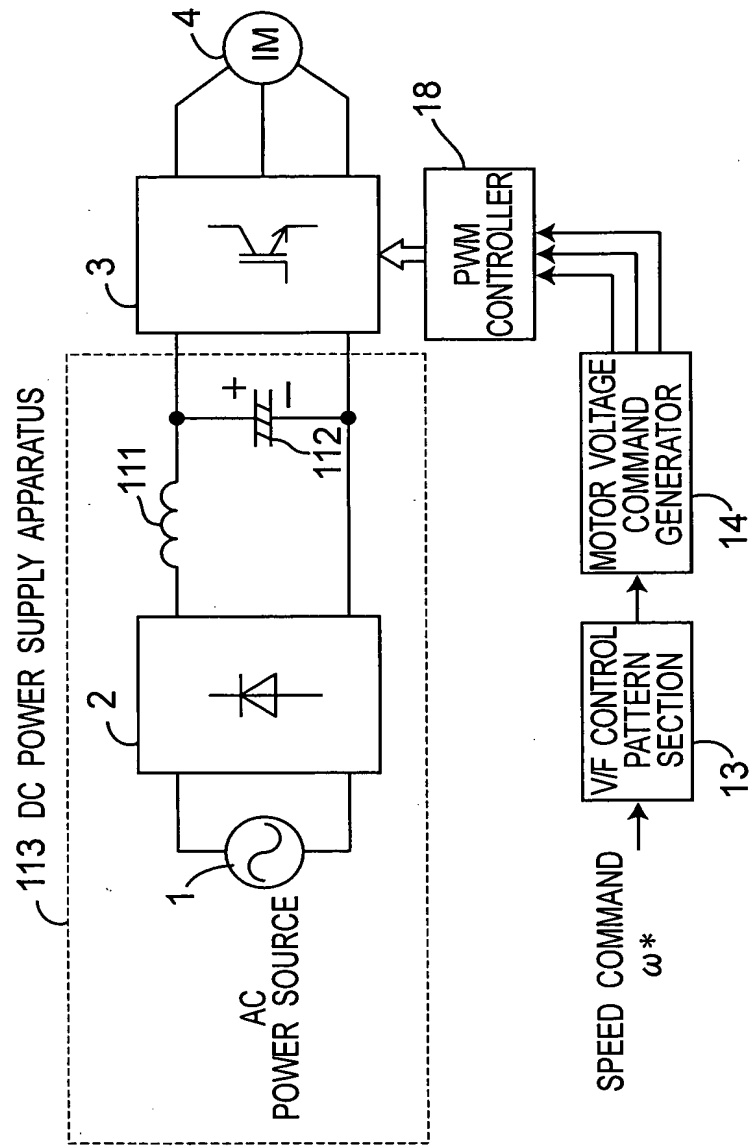 113 DC POWER SUPPLY APPARATUS
1
AC
POWER SOURCE
2
111
112
+
−
3
4
IM
18
PWM
CONTROLLER
SPEED COMMAND
ω*
V/F CONTROL
PATTERN
SECTION
13
MOTOR VOLTAGE
COMMAND
GENERATOR
14